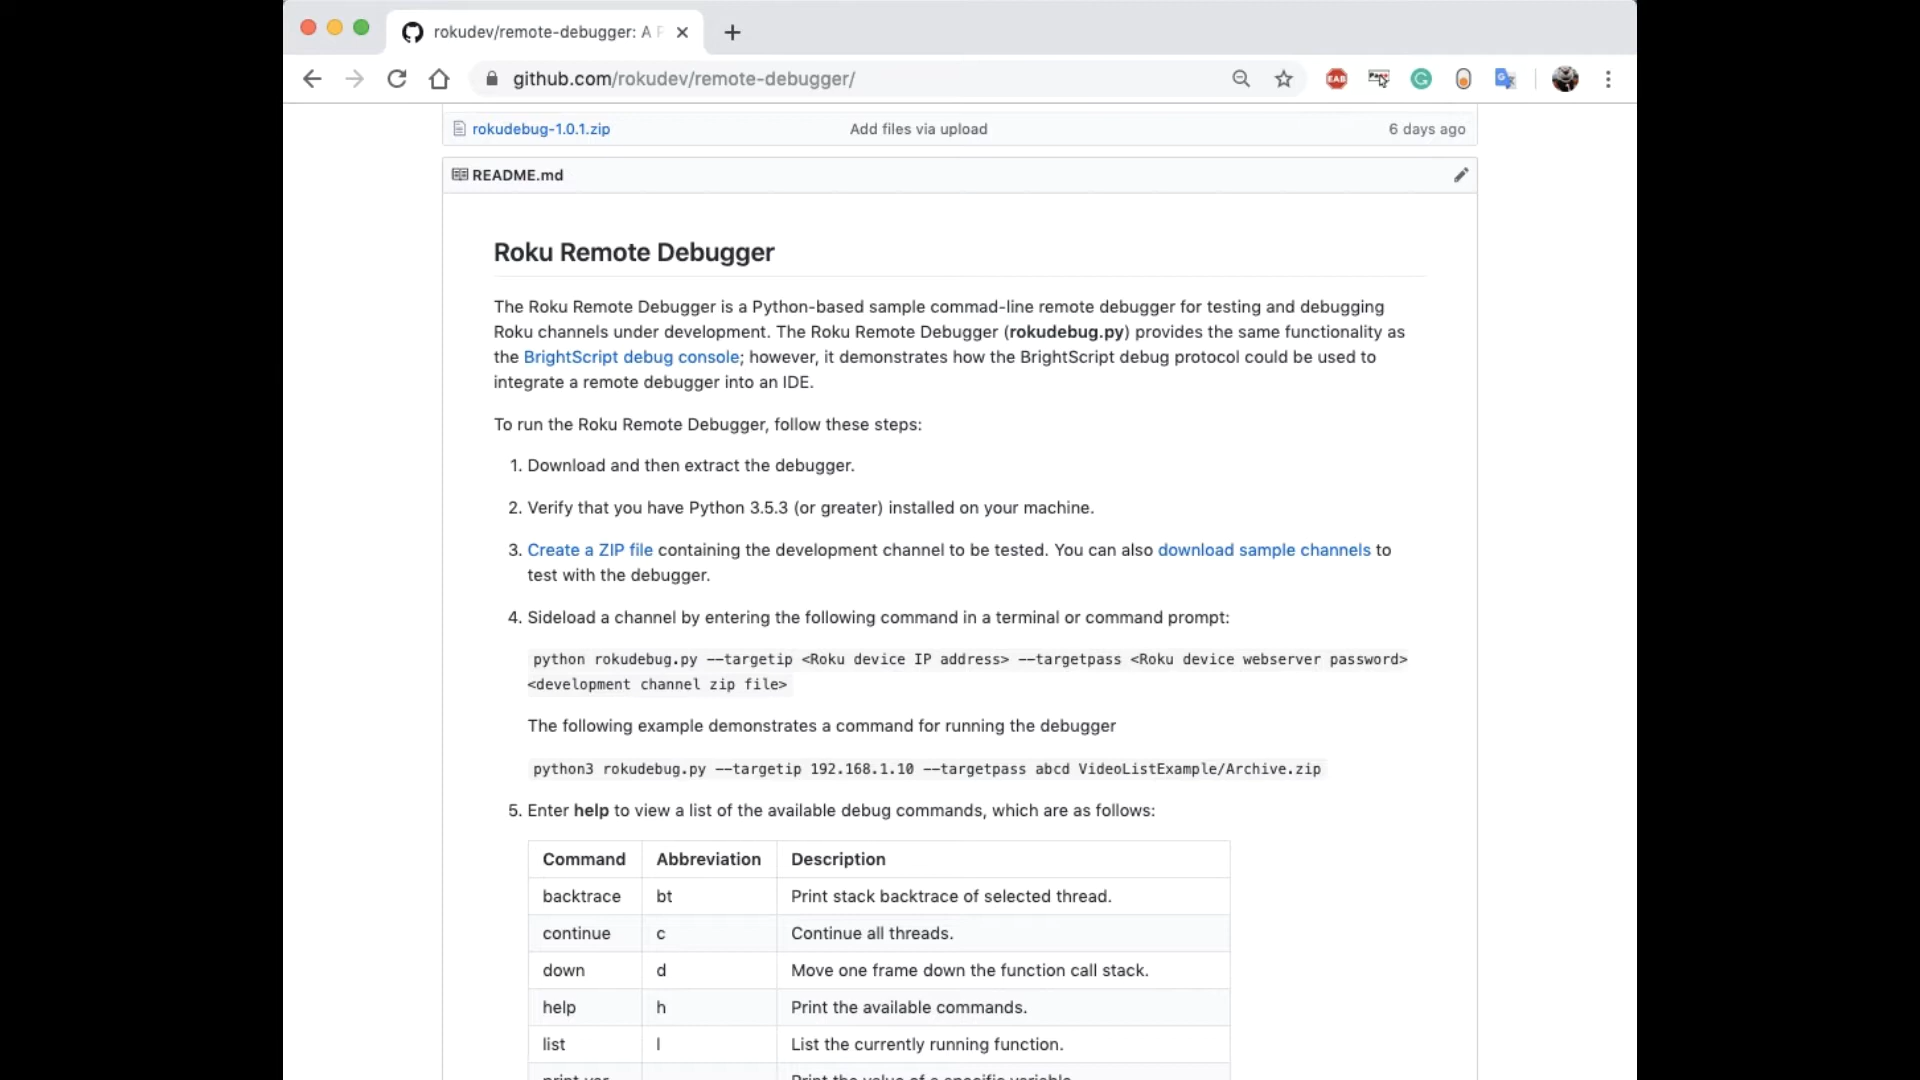 rokudev/remote-debugger: A P
github.com/rokudev/remote-debugger/
rokudebug-1.0.1.zip Add files via upload 6 days ago
README.md
Roku Remote Debugger
The Roku Remote Debugger is a Python-based sample commad-line remote debugger for testing and debugging
Roku channels under development. The Roku Remote Debugger (rokudebug.py) provides the same functionality as
the BrightScript debug console; however, it demonstrates how the BrightScript debug protocol could be used to
integrate a remote debugger into an IDE.
To run the Roku Remote Debugger, follow these steps:
1. Download and then extract the debugger.
2. Verify that you have Python 3.5.3 (or greater) installed on your machine.
3. Create a ZIP file containing the development channel to be tested. You can also download sample channels to
test with the debugger.
4. Sideload a channel by entering the following command in a terminal or command prompt:
python rokudebug.py --targetip <Roku device IP address> --targetpass <Roku device webserver password>
<development channel zip file>
The following example demonstrates a command for running the debugger
python3 rokudebug.py --targetip 192.168.1.10 --targetpass abcd VideoListExample/Archive.zip
5. Enter help to view a list of the available debug commands, which are as follows:
Command Abbreviation Description
backtrace bt Print stack backtrace of selected thread.
continue c Continue all threads.
down d Move one frame down the function call stack.
help h Print the available commands.
list l List the currently running function.